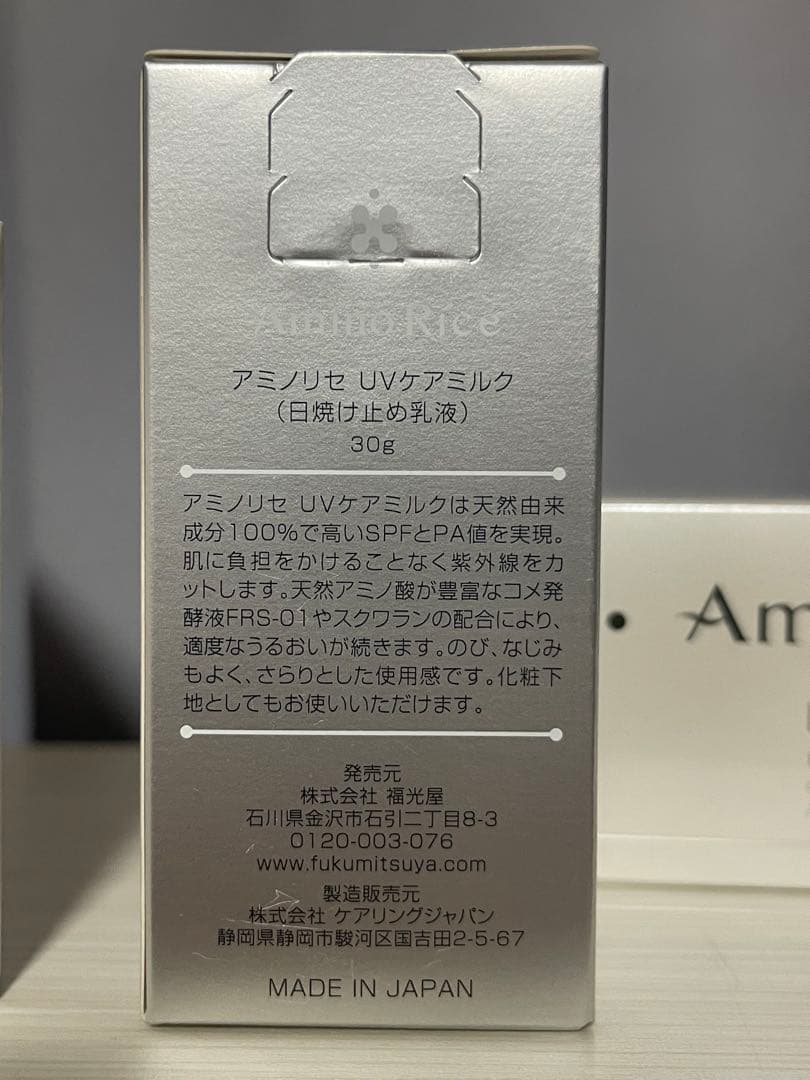 Amino Rice
アミノリセ UVケアミルク
(日焼け止め乳液)
30g
アミノリセ UVケアミルクは天然由来
成分100%で高いSPFとPA値を実現。
肌に負担をかけることなく紫外線をカ
ットします。天然アミノ酸が豊富なコメ発
酵液FRS-01やスクワランの配合により、
適度なうるおいが続きます。のび、なじみ
もよく、さらりとした使用感です。化粧下
地としてもお使いいただけます。
発売元
株式会社 福光屋
石川県金沢市石引二丁目8-3
0120-003-076
www.fukumitsuya.com
製造販売元
株式会社 ケアリングジャパン
静岡県静岡市駿河区国吉田2-5-67
MADE IN JAPAN
Am